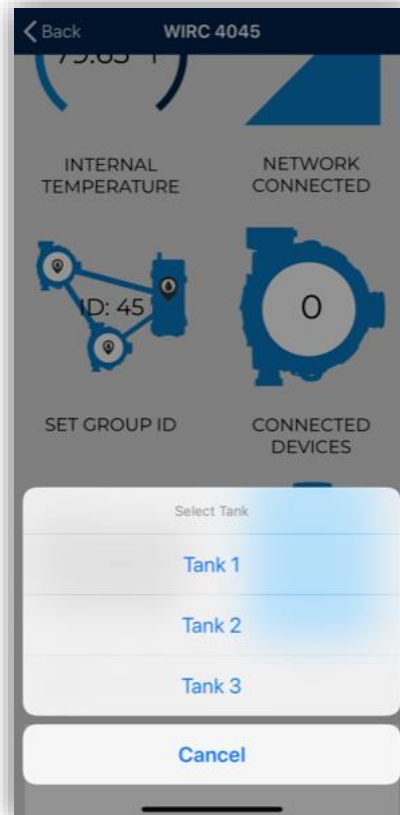 Back
WIRC 4045
INTERNAL
TEMPERATURE
NETWORK
CONNECTED
ID: 45
0
SET GROUP ID
CONNECTED
DEVICES
Select Tank
Tank 1
Tank 2
Tank 3
Cancel